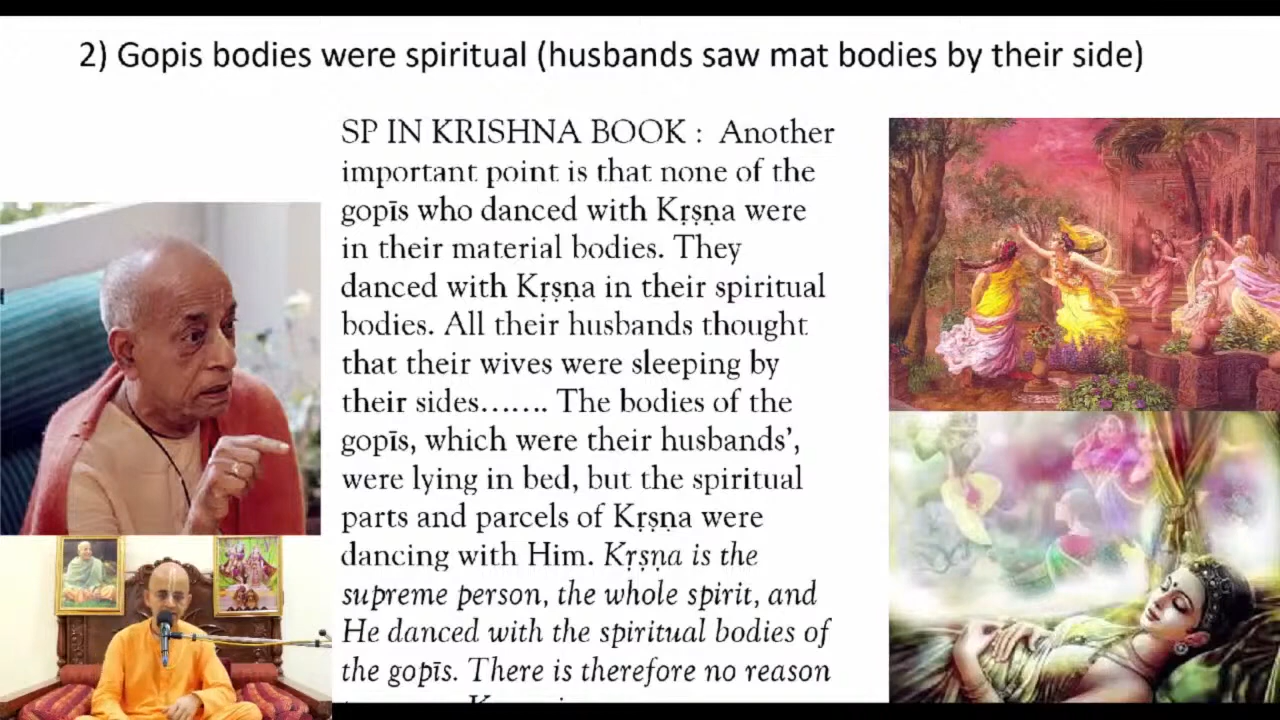 2) Gopis bodies were spiritual (husbands saw mat bodies by their side)
SP IN KRISHNA BOOK : Another
important point is that none of the
gopīs who danced with Kṛṣṇa were
in their material bodies. They
danced with Kṛṣṇa in their spiritual
bodies. All their husbands thought
that their wives were sleeping by
their sides……. The bodies of the
gopīs, which were their husbands’,
were lying in bed, but the spiritual
parts and parcels of Kṛṣṇa were
dancing with Him. Kṛṣṇa is the
supreme person, the whole spirit, and
He danced with the spiritual bodies of
the gopīs. There is therefore no reason